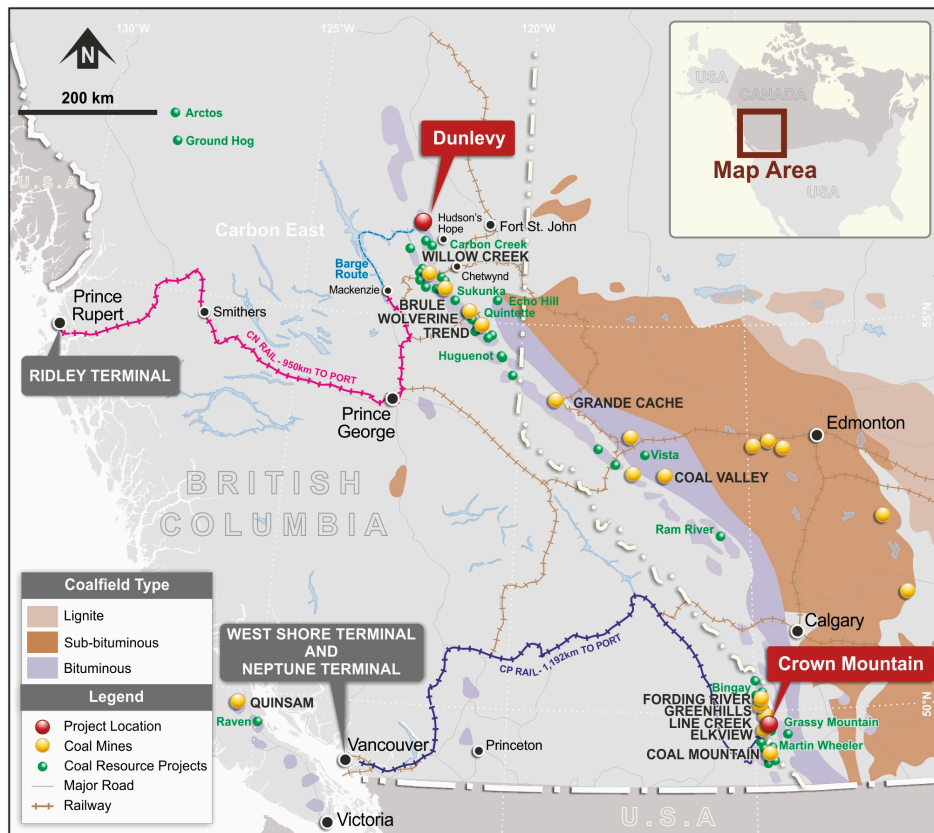 130°W
125°W
120°W
N
200 km
USA
CANADA
USA
Map Area
Arctos
Ground Hog
U.S.A
Dunlevy
Hudson's
Hope
Fort St. John
Carbon East
Carbon Creek
WILLOW CREEK
Barge
Route
Chetwynd
Mackenzie
Sukunka
Echo Hill
Prince
Rupert
Smithers
BRULE
Quintette
WOLVERINE
TREND
55°N
CN RAIL - 950km TO PORT
Huguenot
RIDLEY TERMINAL
Prince
George
GRANDE CACHE
Edmonton
Vista
COAL VALLEY
BRITISH
COLUMBIA
Ram River
Coalfield Type
Lignite
Sub-bituminous
Bituminous
Legend
Project Location
Coal Mines
Coal Resource Projects
Major Road
Railway
WEST SHORE TERMINAL
AND
NEPTUNE TERMINAL
CP RAIL-1,192km TO PORT
Calgary
Crown Mountain
Bingay
FORDING RIVER
GREENHILLS
LINE CREEK
ELKVIEW
COAL MOUNTAIN
50°N
Grassy Mountain
Martin Wheeler
QUINSAM
Raven
Vancouver
Princeton
Victoria
U.S.A